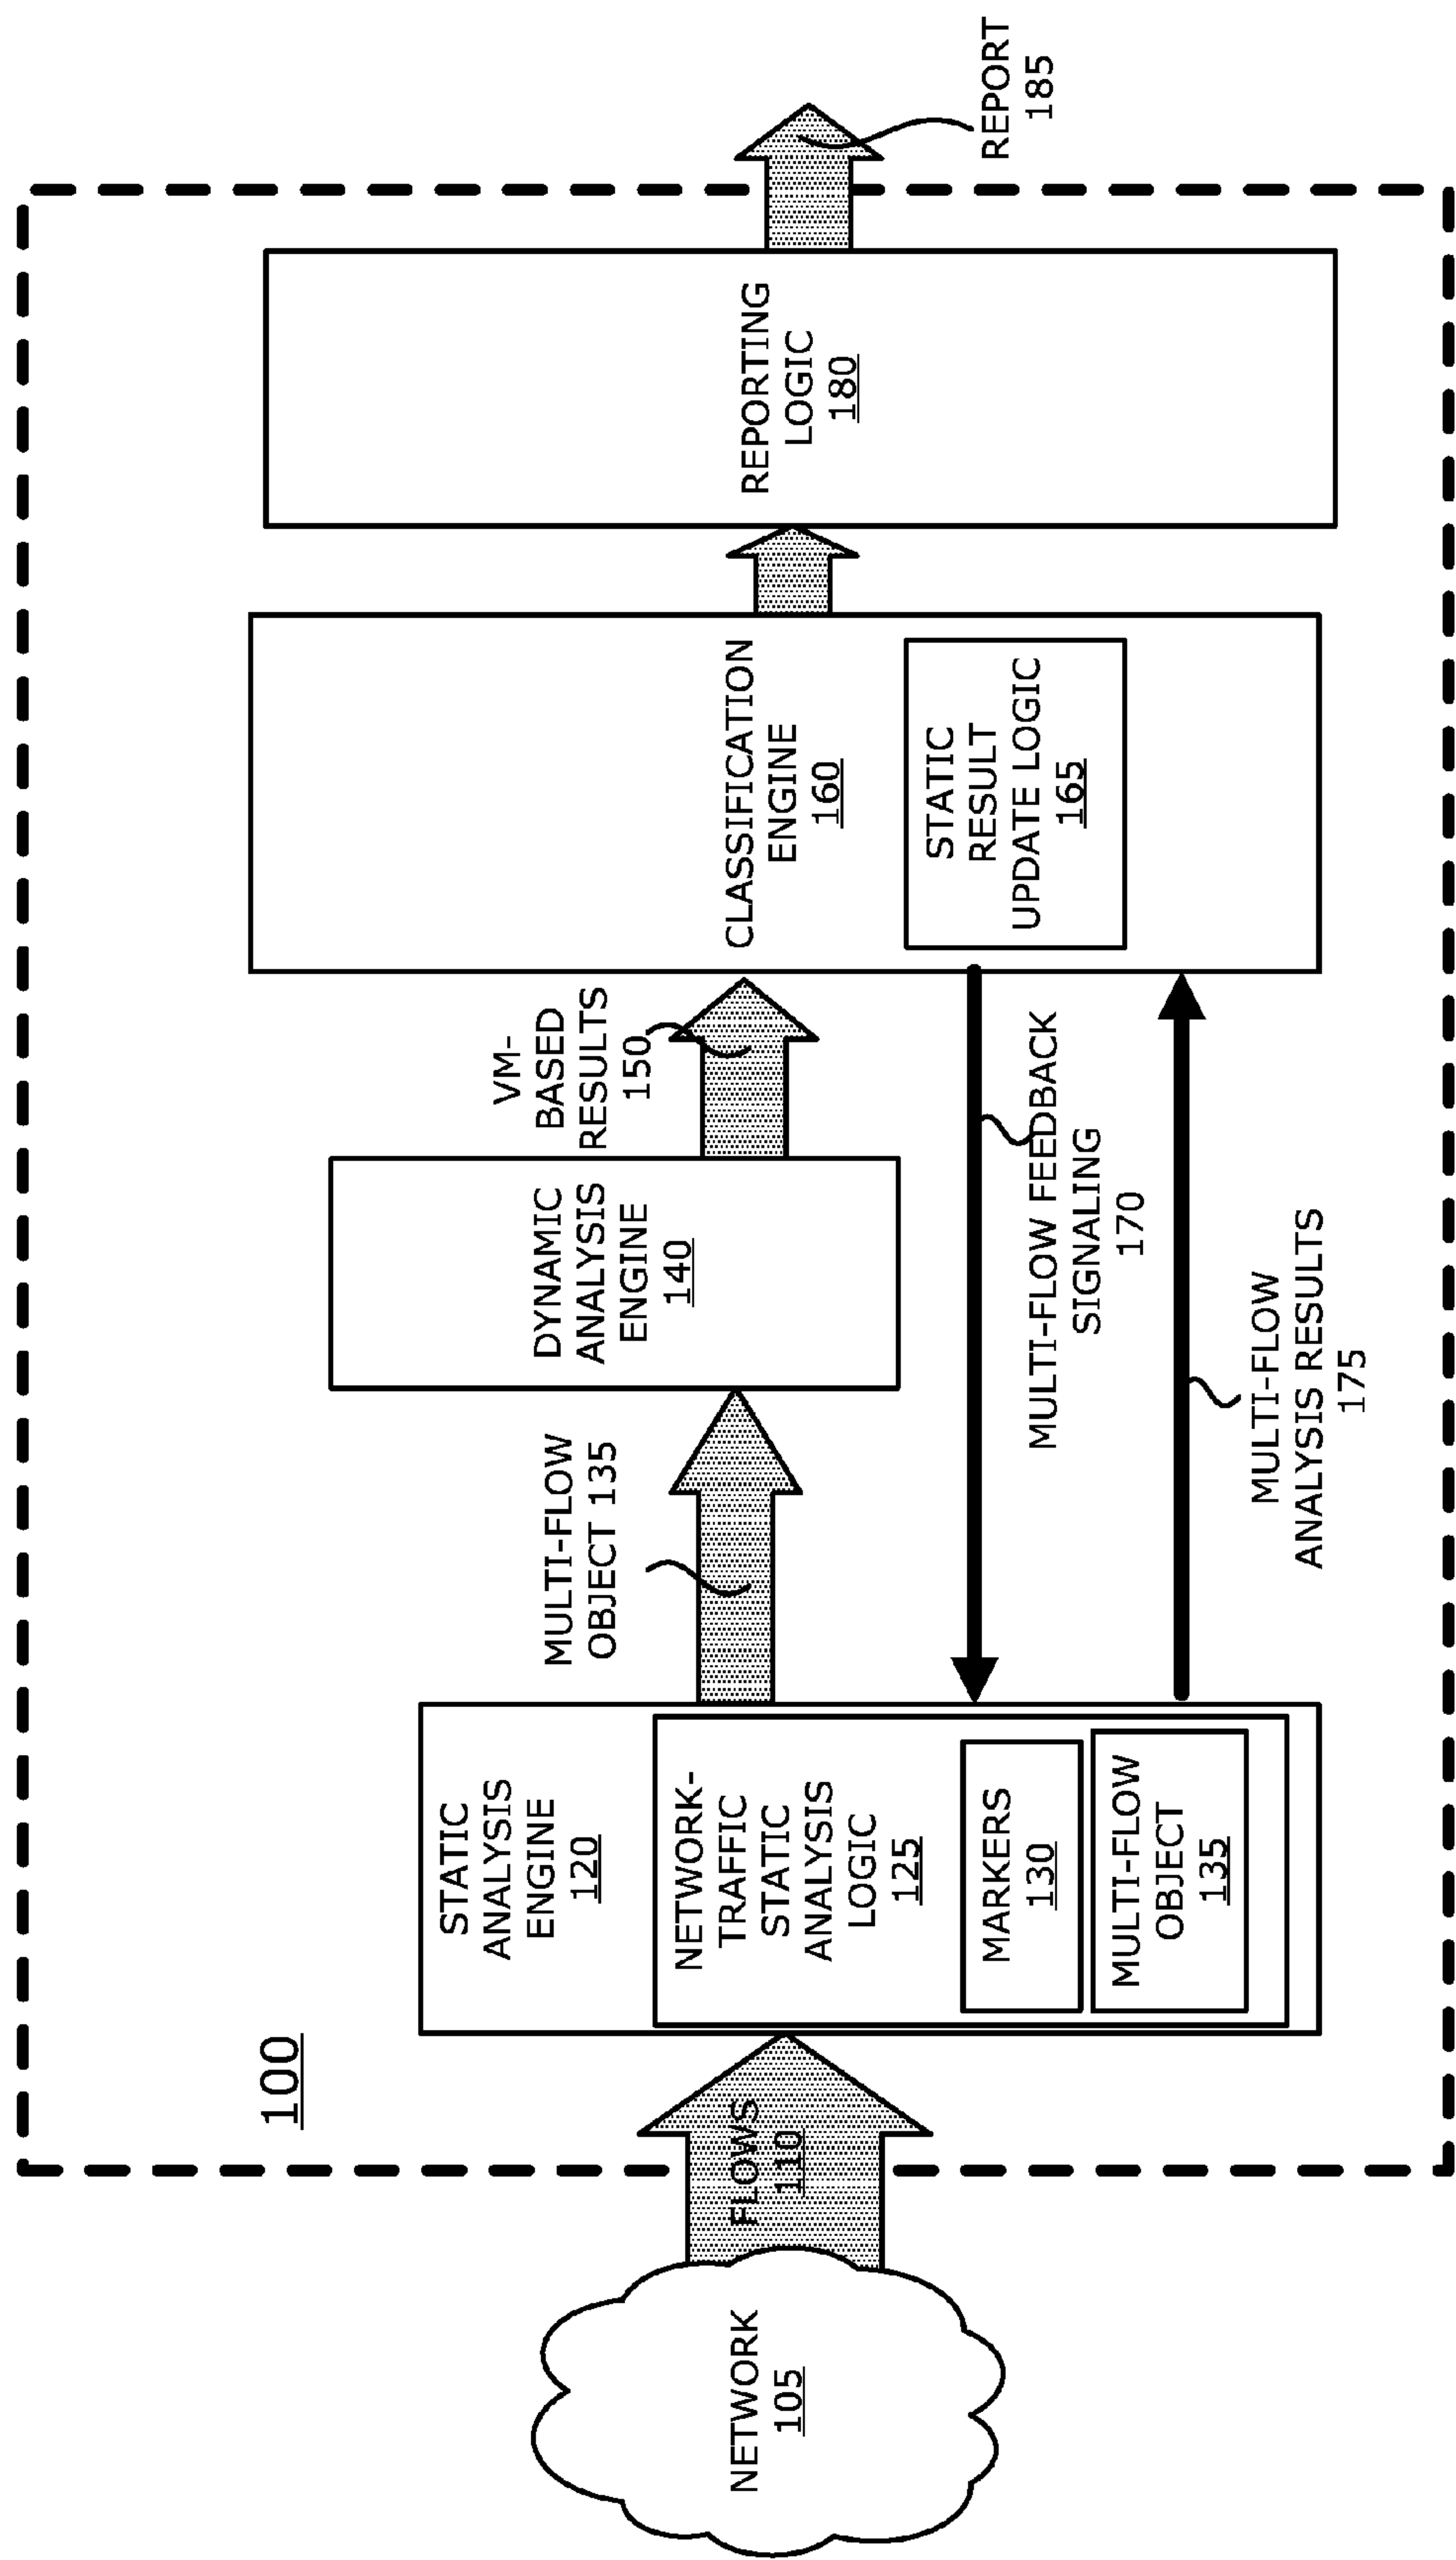 100
NETWORK
105
FLOWS
110
STATIC
ANALYSIS
ENGINE
120
NETWORK-
TRAFFIC
STATIC
ANALYSIS
LOGIC
125
MARKERS
130
MULTI-FLOW
OBJECT
135
MULTI-FLOW
OBJECT 135
DYNAMIC
ANALYSIS
ENGINE
140
VM-
BASED
RESULTS
150
MULTI-FLOW FEEDBACK
SIGNALING
170
MULTI-FLOW
ANALYSIS RESULTS
175
CLASSIFICATION
ENGINE
160
STATIC
RESULT
UPDATE LOGIC
165
REPORTING
LOGIC
180
REPORT
185